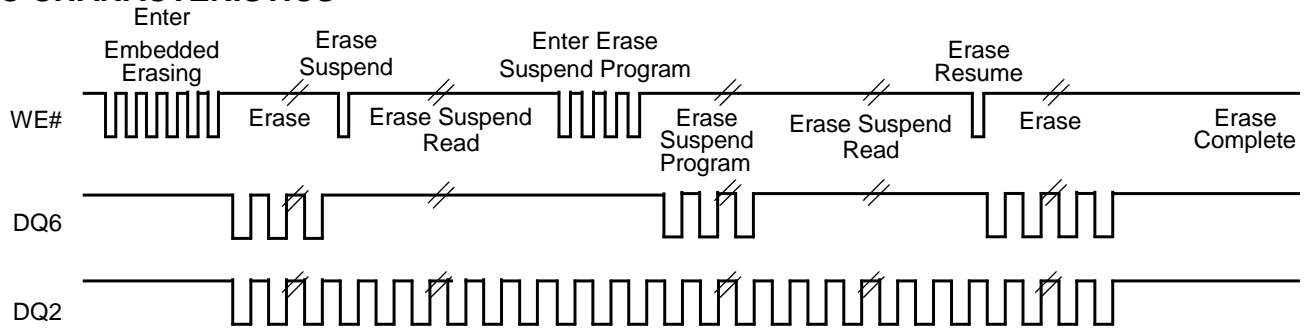 Enter
Embedded
Erasing
Erase
Suspend
Enter Erase
Suspend Program
Erase
Resume
WE#
Erase
Erase Suspend
Read
Erase
Suspend
Program
Erase Suspend
Read
Erase
Erase
Complete
DQ6
DQ2